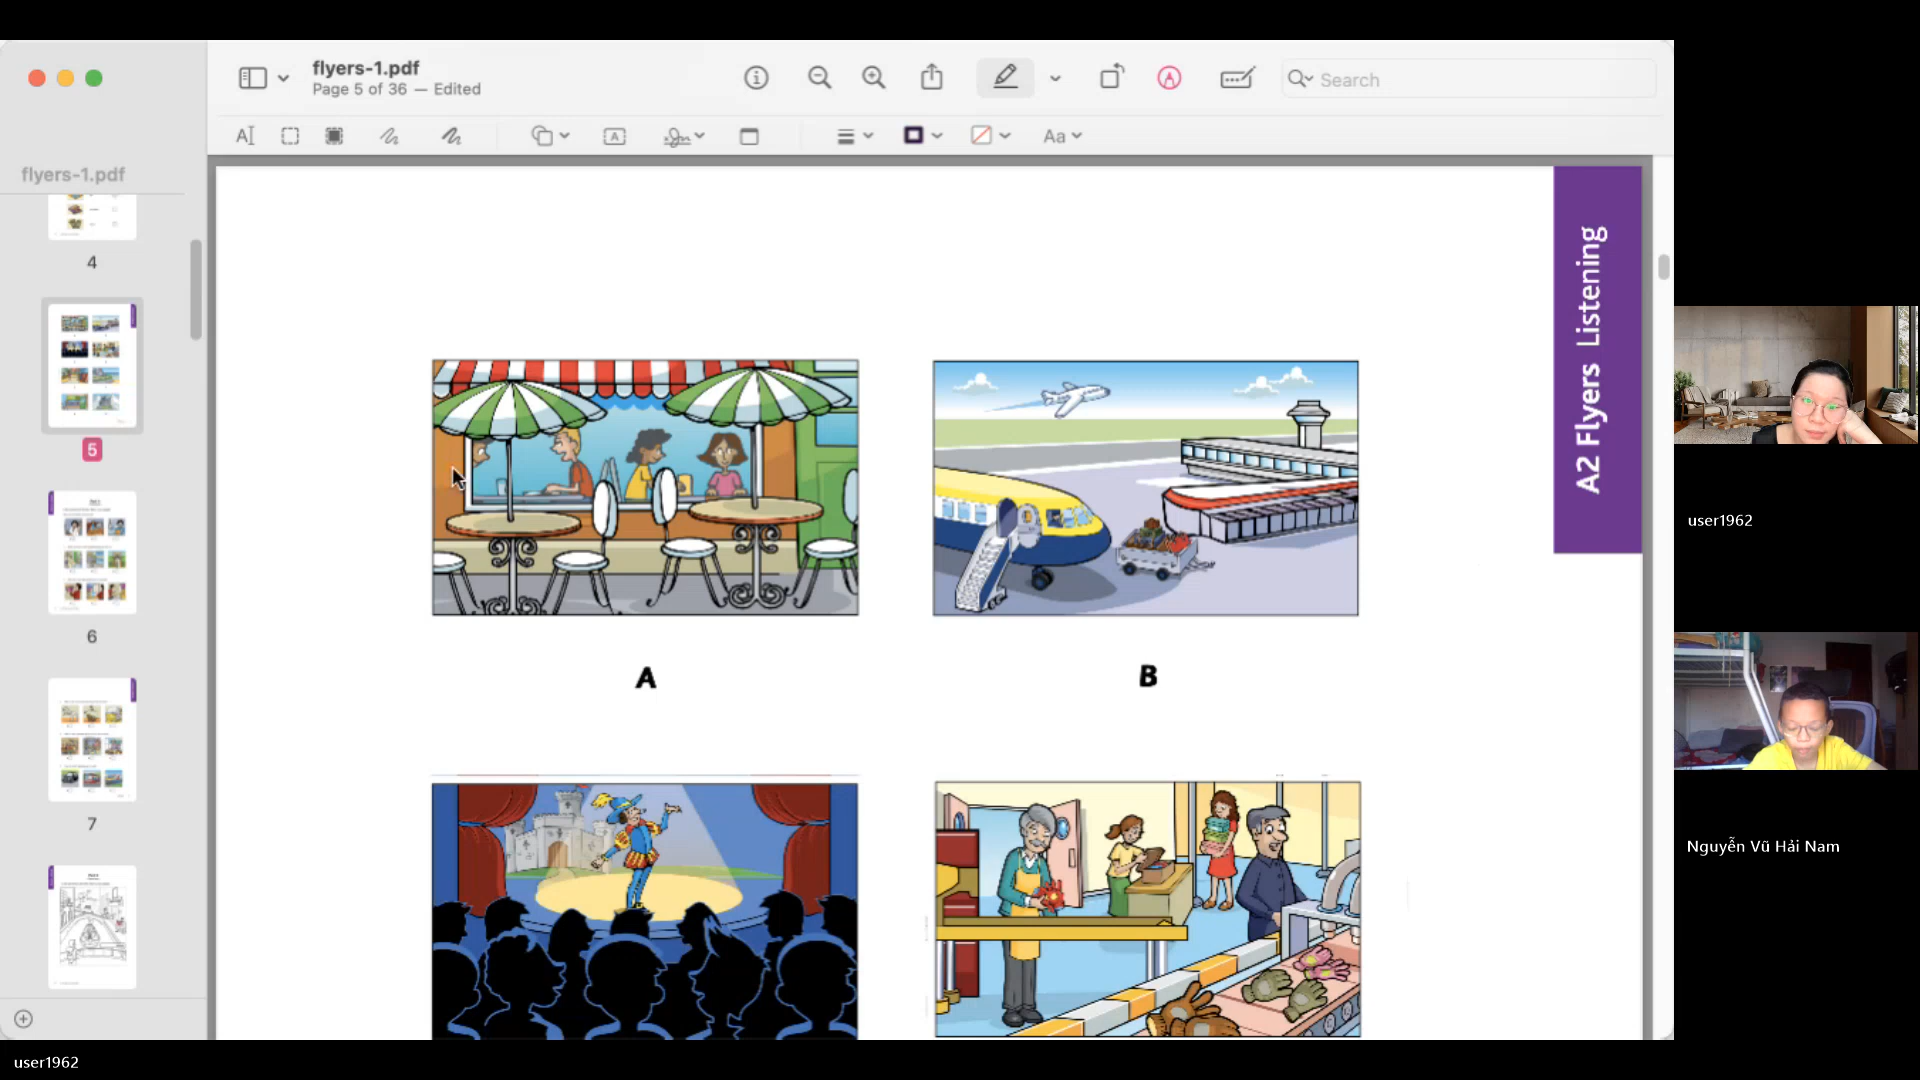 flyers-1.pdf
Page 5 of 36 — Edited
Search
A
Aa
flyers-1.pdf
4
5
6
7
A2 Flyers Listening
A
B
user1962
Nguyễn Vũ Hải Nam
user1962